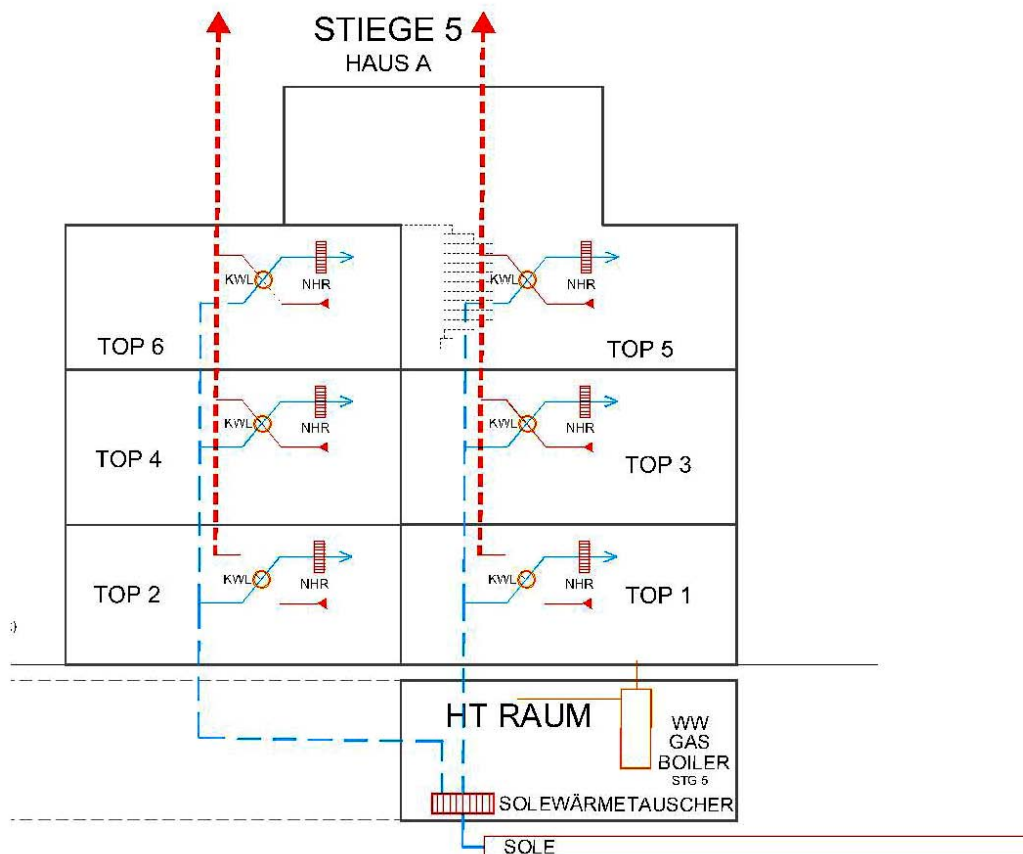 STIEGE 5
HAUS A
KWL NHR
KWL NHR
TOP 6
TOP 5
KWL NHR
KWL NHR
TOP 4
TOP 3
KWL NHR
KWL NHR
TOP 2
TOP 1
HT RAUM
WW
GAS
BOILER
STG 5
SOLEWÄRMETAUSCHER
SOLE